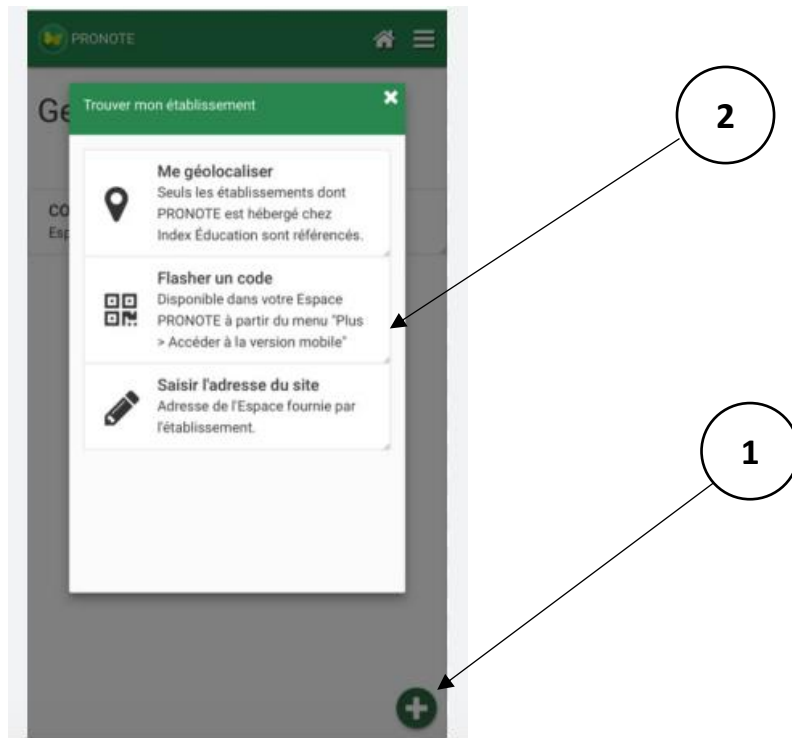 PRONOTE
Ge
Trouver mon établissement
Me géolocaliser
Seuls les établissements dont
PRONOTE est hébergé chez
Index Éducation sont référencés.
CO
Esp
Flasher un code
Disponible dans votre Espace
PRONOTE à partir du menu "Plus
> Accéder à la version mobile"
Saisir l'adresse du site
Adresse de l'Espace fournie par
l'établissement.
2
1